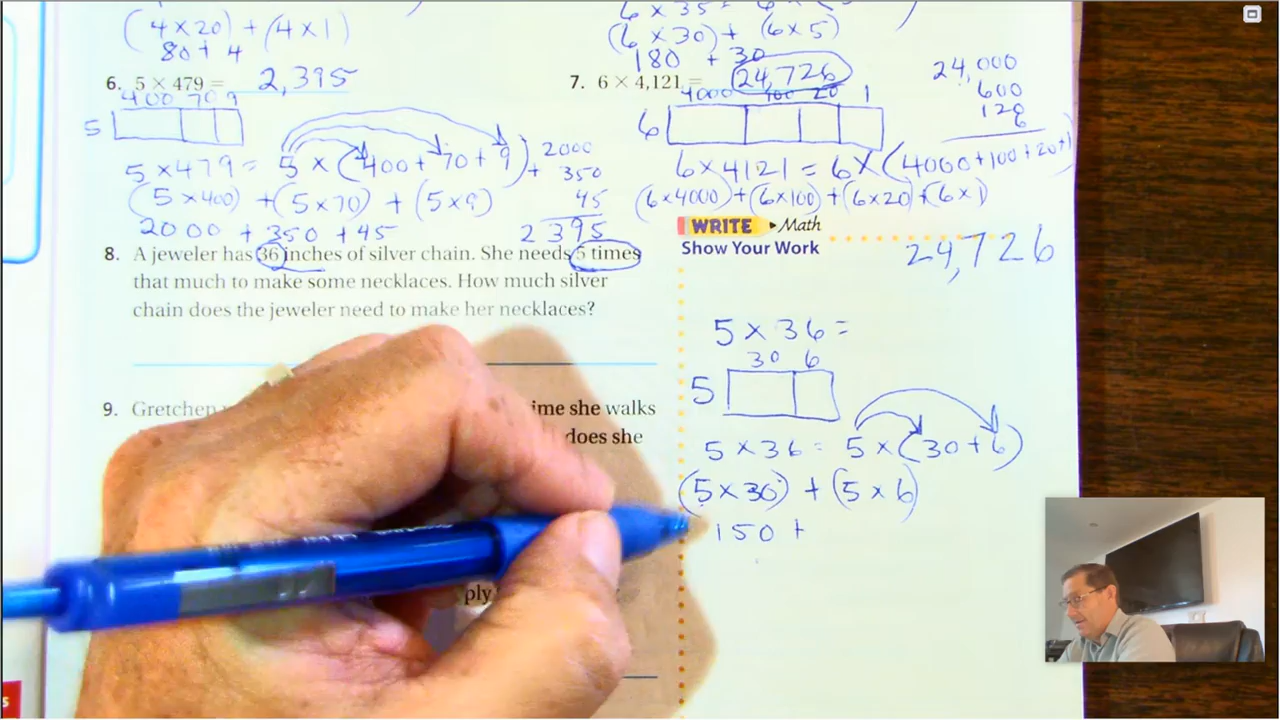 (4 × 20) + (4 × 1)
80 + 4
6 × 35 =
(6 × 30) + (6 × 5)
180 + 30
6. 5 × 479 = 2,395
400 70 9
5
5 × 479 = 5 × (400 + 70 + 9)
(5 × 400) + (5 × 70) + (5 × 9)
2000 + 350 + 45
2000
+ 350
45
2395
7. 6 × 4,121 = 24,726
4000 100 20 1
6
24,000
600
120
6
6 × 4121 = 6 × (4000 + 100 + 20 + 1)
(6 × 4000) + (6 × 100) + (6 × 20) + (6 × 1)
24,726
WRITE Math
Show Your Work
8. A jeweler has 36 inches of silver chain. She needs 5 times
that much to make some necklaces. How much silver
chain does the jeweler need to make her necklaces?
5 × 36 =
30 6
5
5 × 36 = 5 × (30 + 6)
(5 × 30) + (5 × 6)
150 +
9. Gretchen
ime she walks
does she
ply